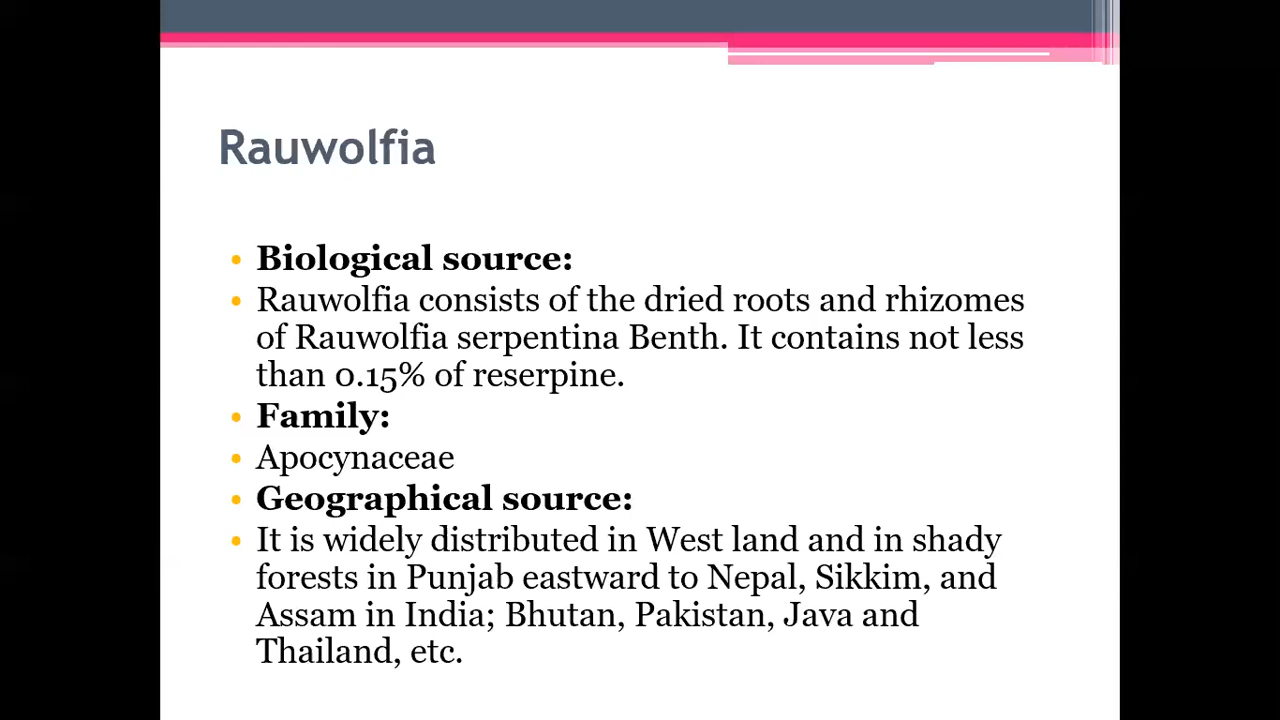 Rauwolfia
• Biological source:
• Rauwolfia consists of the dried roots and rhizomes
of Rauwolfia serpentina Benth. It contains not less
than 0.15% of reserpine.
• Family:
• Apocynaceae
• Geographical source:
• It is widely distributed in West land and in shady
forests in Punjab eastward to Nepal, Sikkim, and
Assam in India; Bhutan, Pakistan, Java and
Thailand, etc.